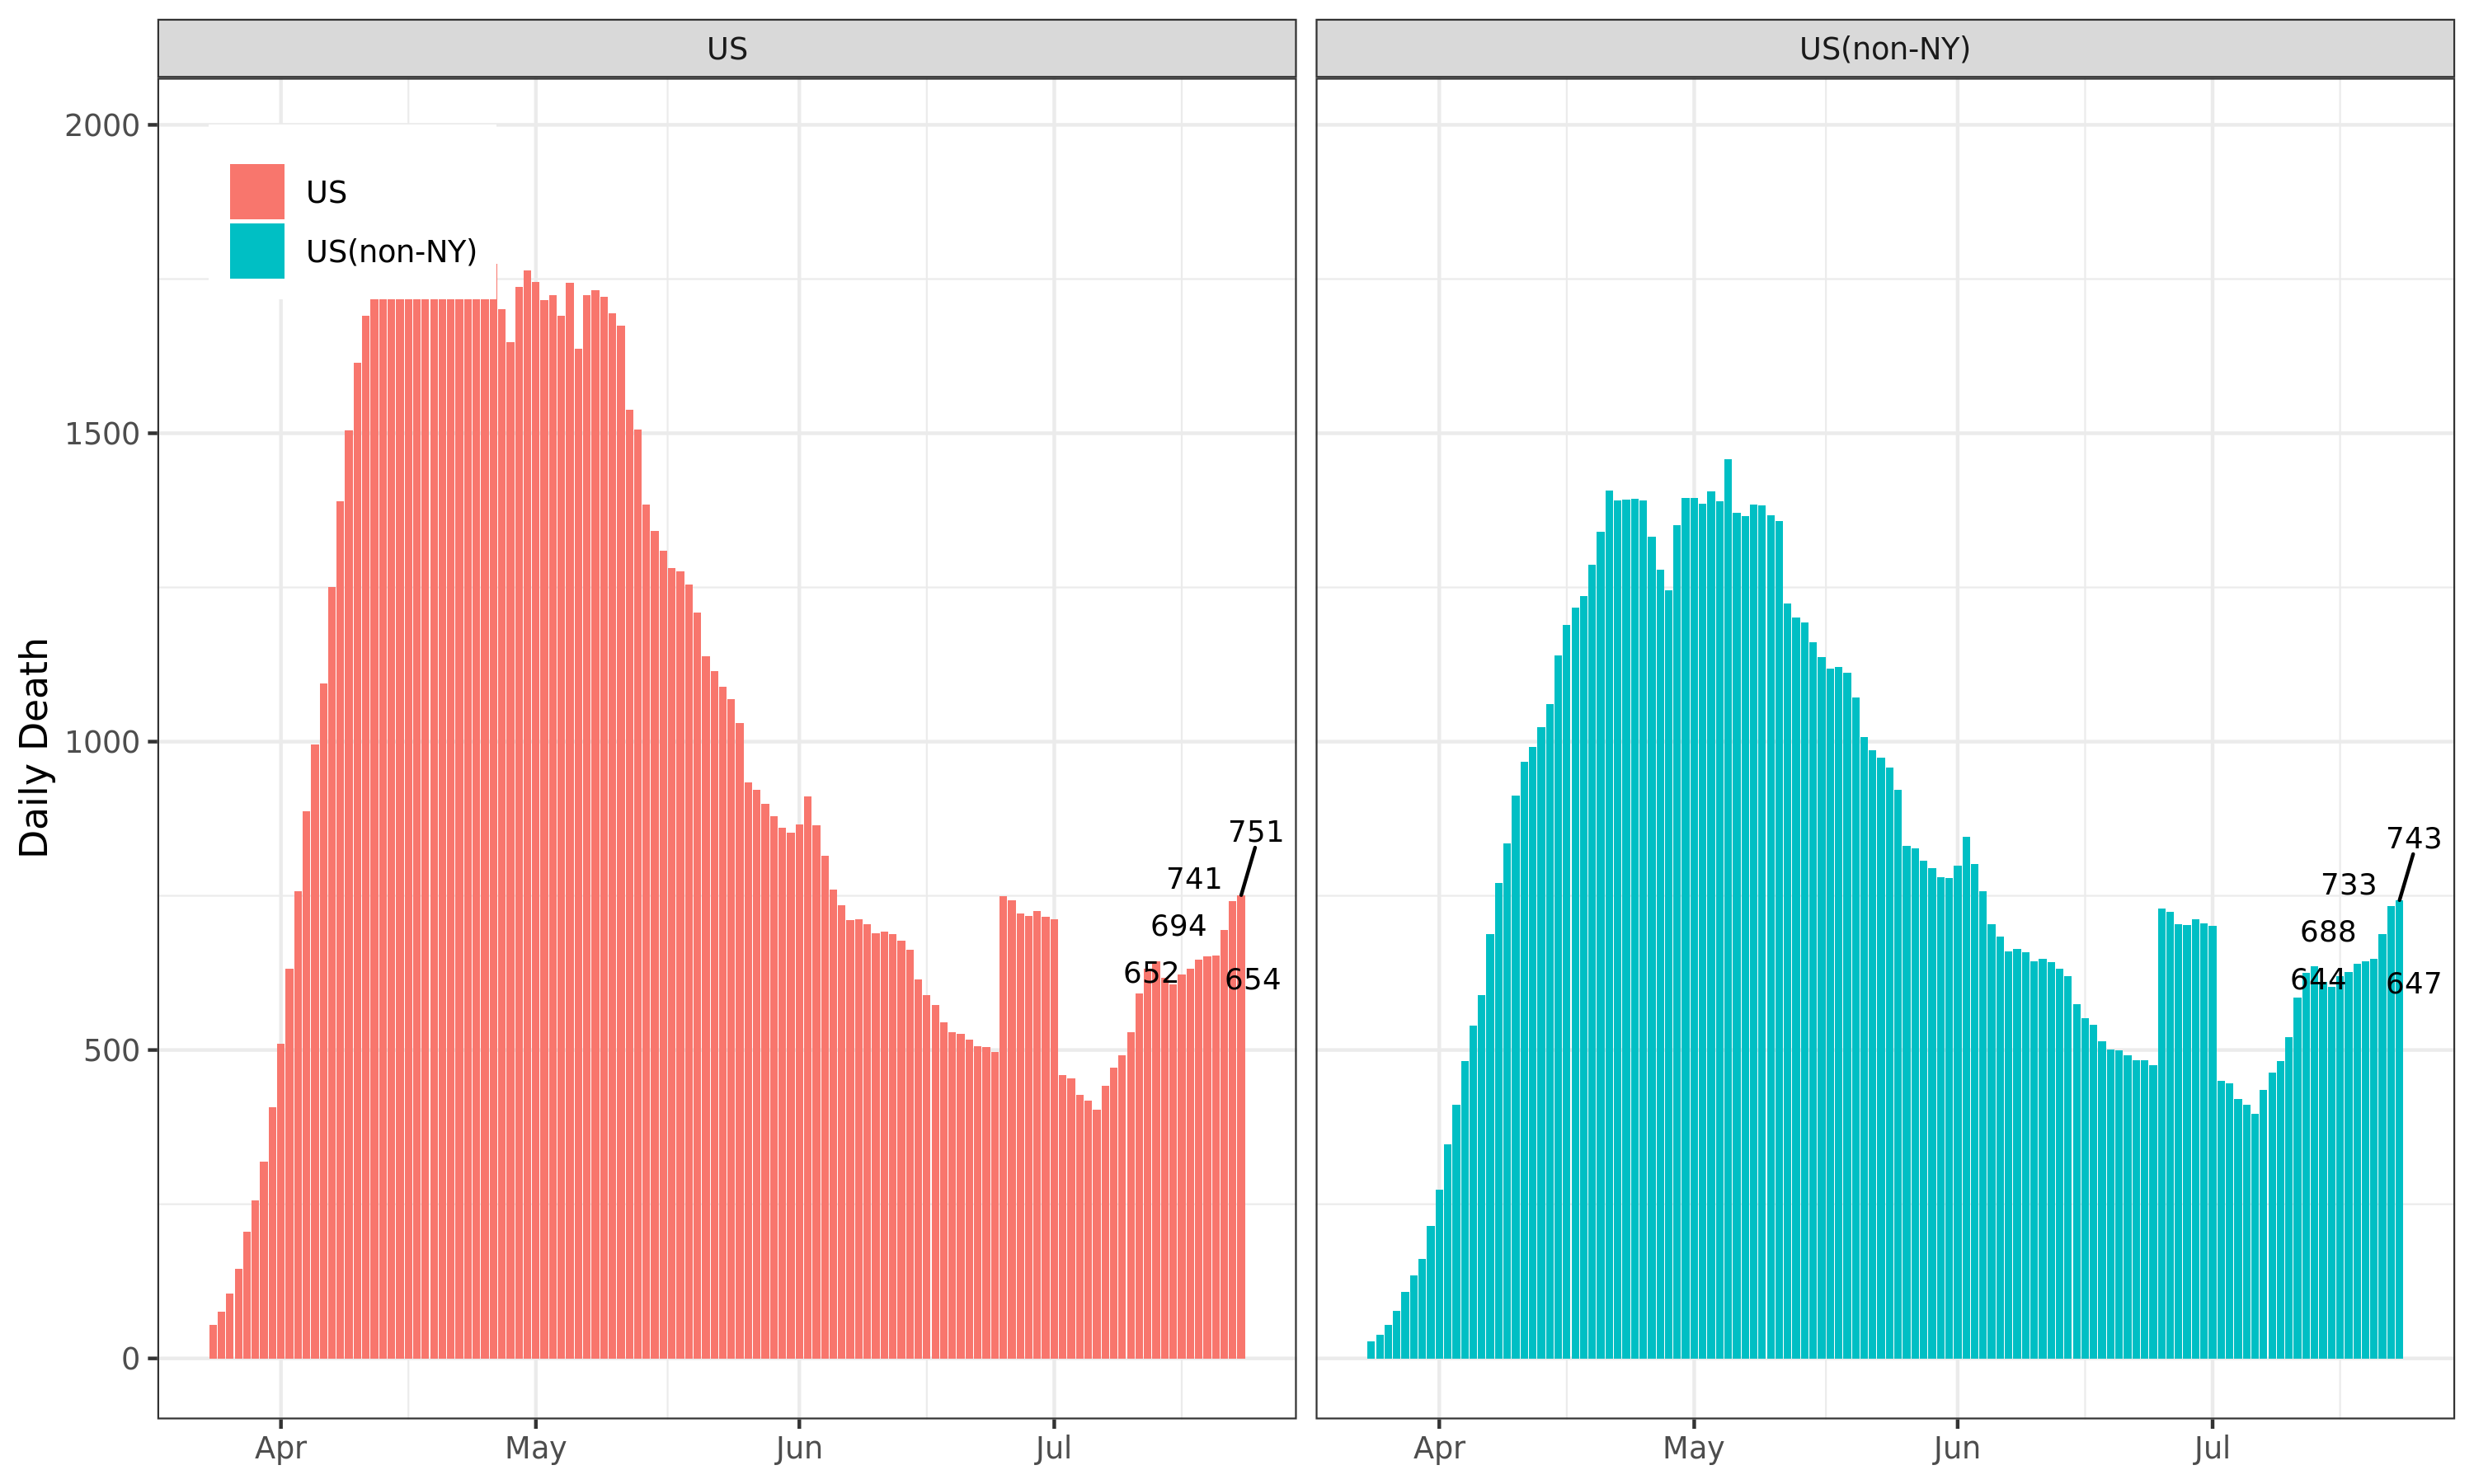 US
US(non-NY)
2000
1500
1000
500
0
Daily Death
US
US(non-NY)
751
741
694
652
654
743
733
688
644
647
Apr
May
Jun
Jul
Apr
May
Jun
Jul